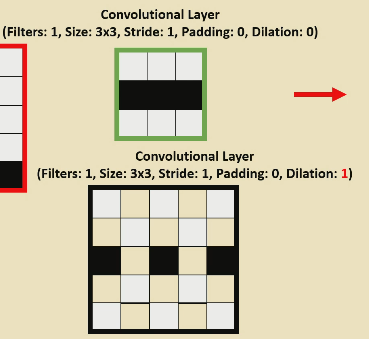 Convolutional Layer
(Filters: 1, Size: 3x3, Stride: 1, Padding: 0, Dilation: 0)
Convolutional Layer
(Filters: 1, Size: 3x3, Stride: 1, Padding: 0, Dilation: 1)